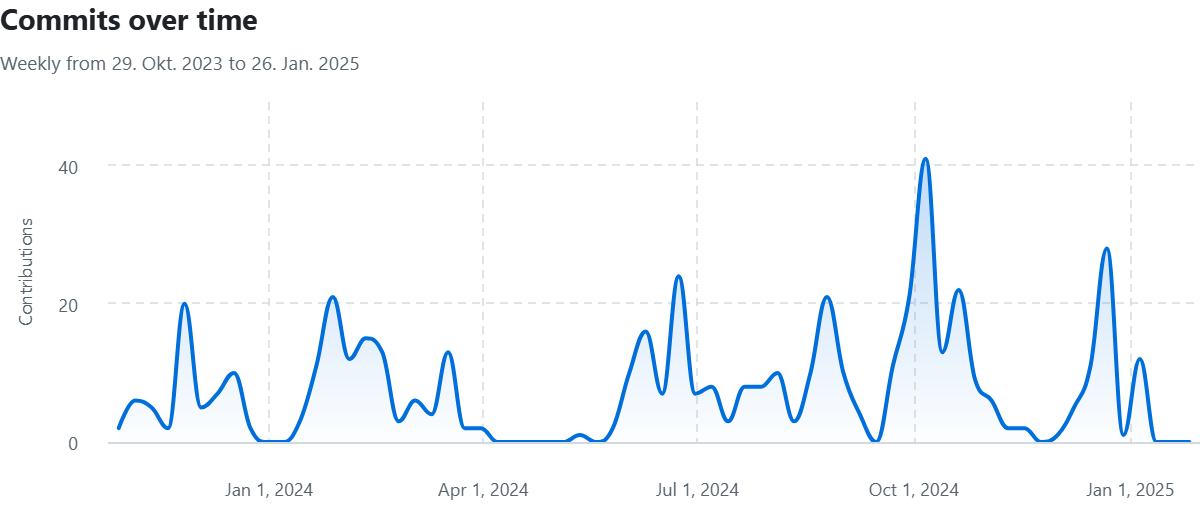 Commits over time
Weekly from 29. Okt. 2023 to 26. Jan. 2025
Contributions
40
20
0
Jan 1, 2024
Apr 1, 2024
Jul 1, 2024
Oct 1, 2024
Jan 1, 2025